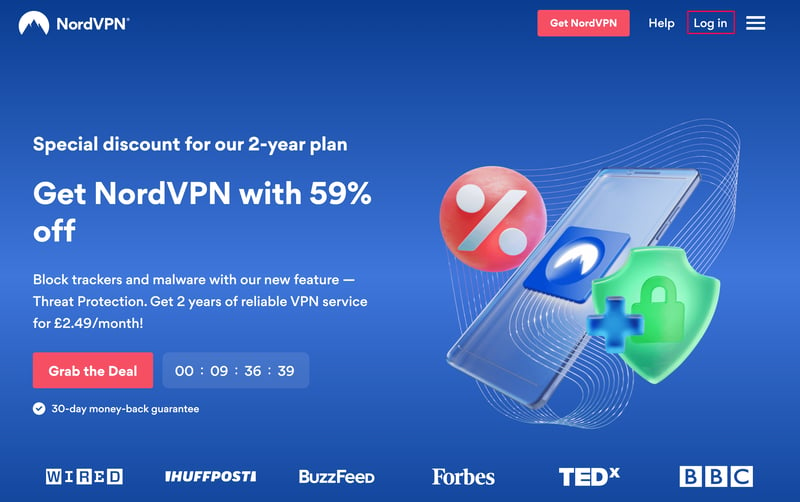 NordVPN®
Get NordVPN
Help
Log in
Special discount for our 2-year plan
Get NordVPN with 59%
off
Block trackers and malware with our new feature —
Threat Protection. Get 2 years of reliable VPN service
for £2.49/month!
Grab the Deal
00 : 09 : 36 : 39
30-day money-back guarantee
%
WIRED
IHUFFPOSTI
BuzzFeed
Forbes
TEDx
BBC